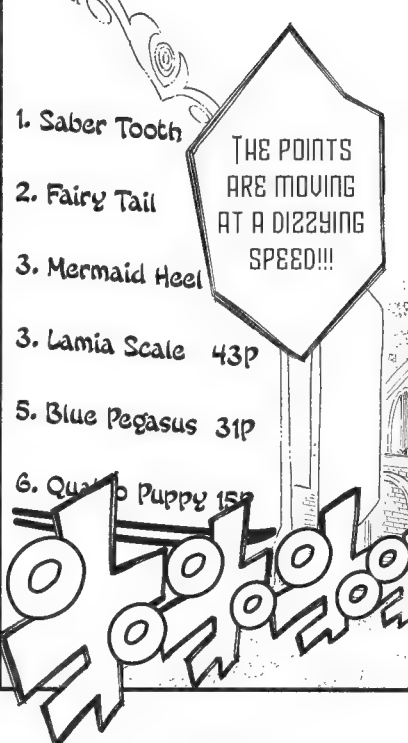 1. Saber Tooth
2. Fairy Tail
3. Mermaid Heel
3. Lamia Scale 43P
5. Blue Pegasus 31P
6. Puppy
THE POINTS
ARE MOVING
AT A DIZZYING
SPEED!!!